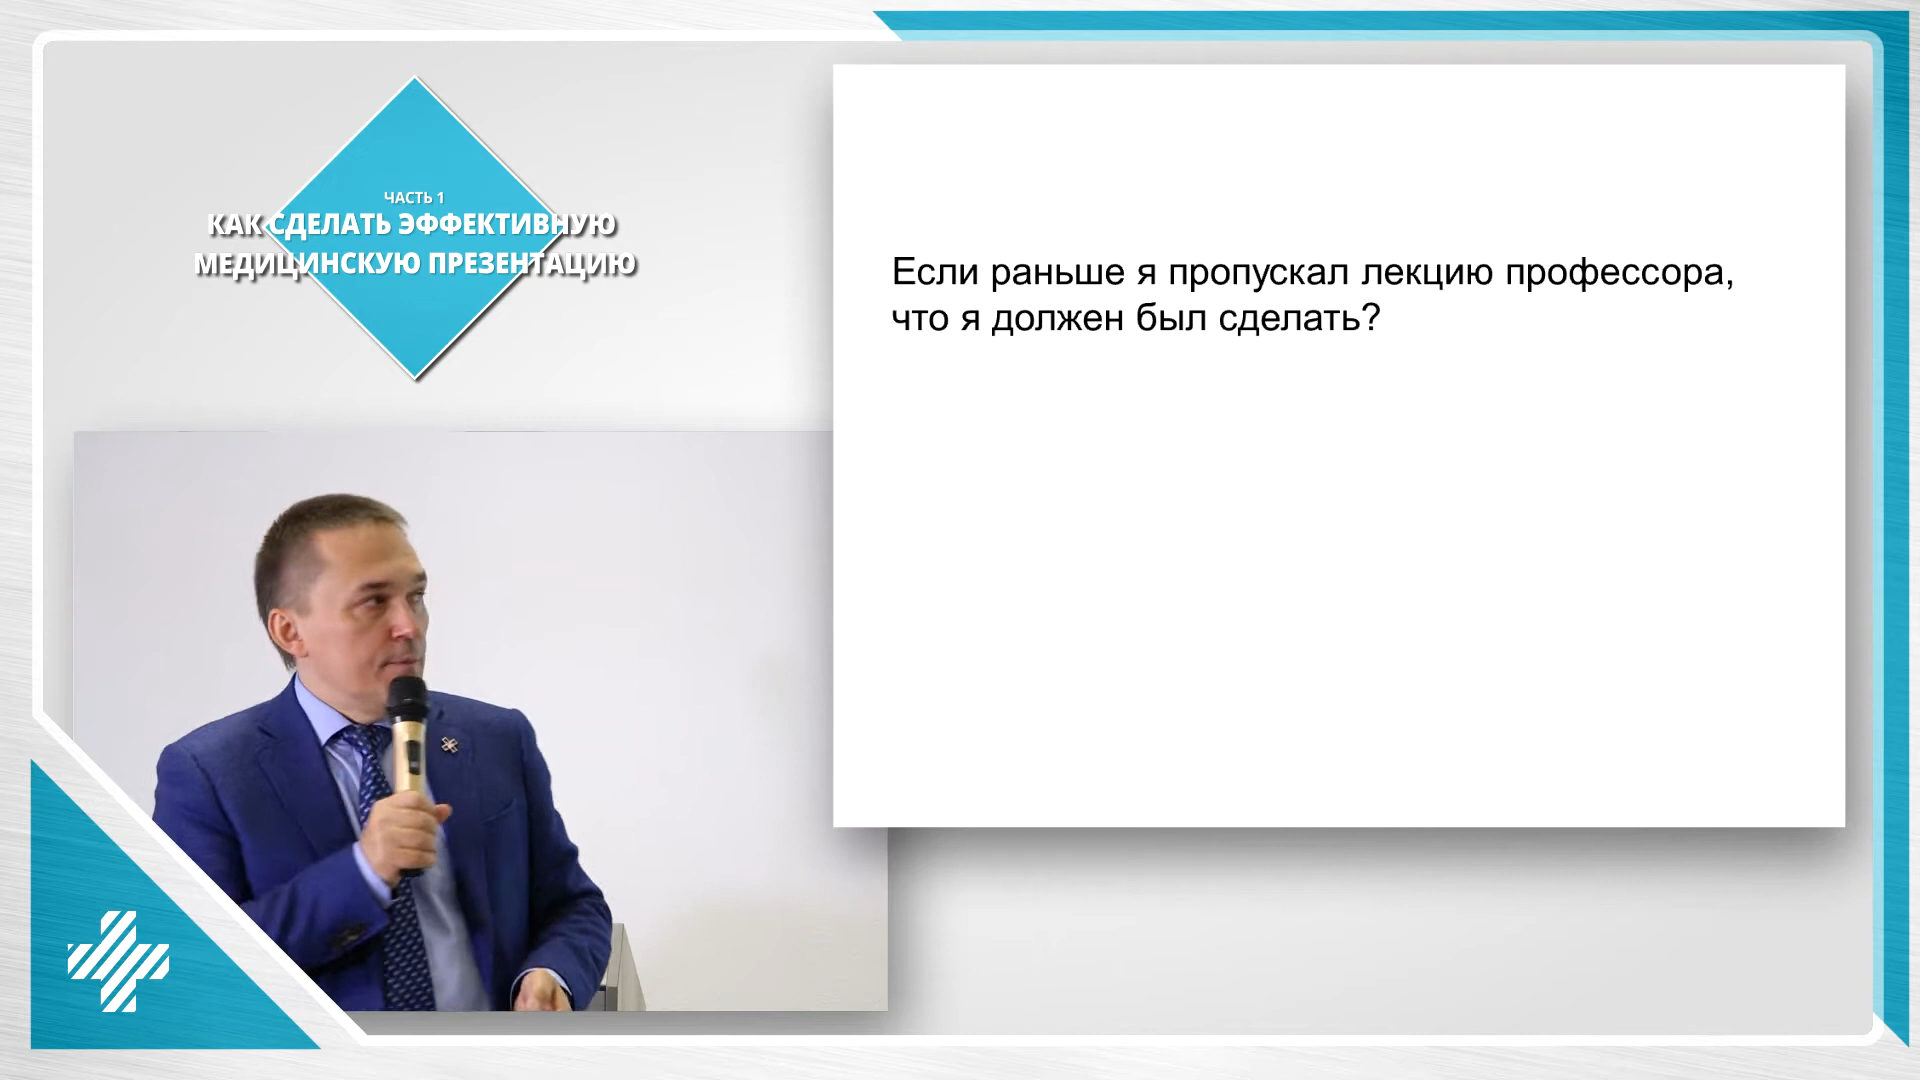 ЧАСТЬ 1
КАК СДЕЛАТЬ ЭФФЕКТИВНУЮ
МЕДИЦИНСКУЮ ПРЕЗЕНТАЦИЮ
Если раньше я пропускал лекцию профессора,
что я должен был сделать?